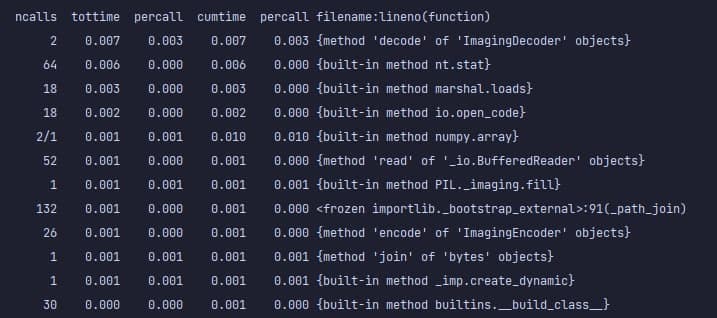 ncalls tottime percall cumtime percall filename:lineno(function)
2 0.007 0.003 0.007 0.003 {method 'decode' of 'ImagingDecoder' objects}
64 0.006 0.000 0.006 0.000 {built-in method nt.stat}
18 0.003 0.000 0.003 0.000 {built-in method marshal.loads}
18 0.002 0.000 0.002 0.000 {built-in method io.open_code}
2/1 0.001 0.001 0.010 0.010 {built-in method numpy.array}
52 0.001 0.000 0.001 0.000 {method 'read' of '_io.BufferedReader' objects}
1 0.001 0.001 0.001 0.001 {built-in method PIL._imaging.fill}
132 0.001 0.000 0.001 0.000 <frozen importlib._bootstrap_external>:91(_path_join)
26 0.001 0.000 0.001 0.000 {method 'encode' of 'ImagingEncoder' objects}
1 0.001 0.001 0.001 0.001 {method 'join' of 'bytes' objects}
1 0.001 0.001 0.001 0.001 {built-in method _imp.create_dynamic}
30 0.000 0.000 0.001 0.000 {built-in method builtins.__build_class__}